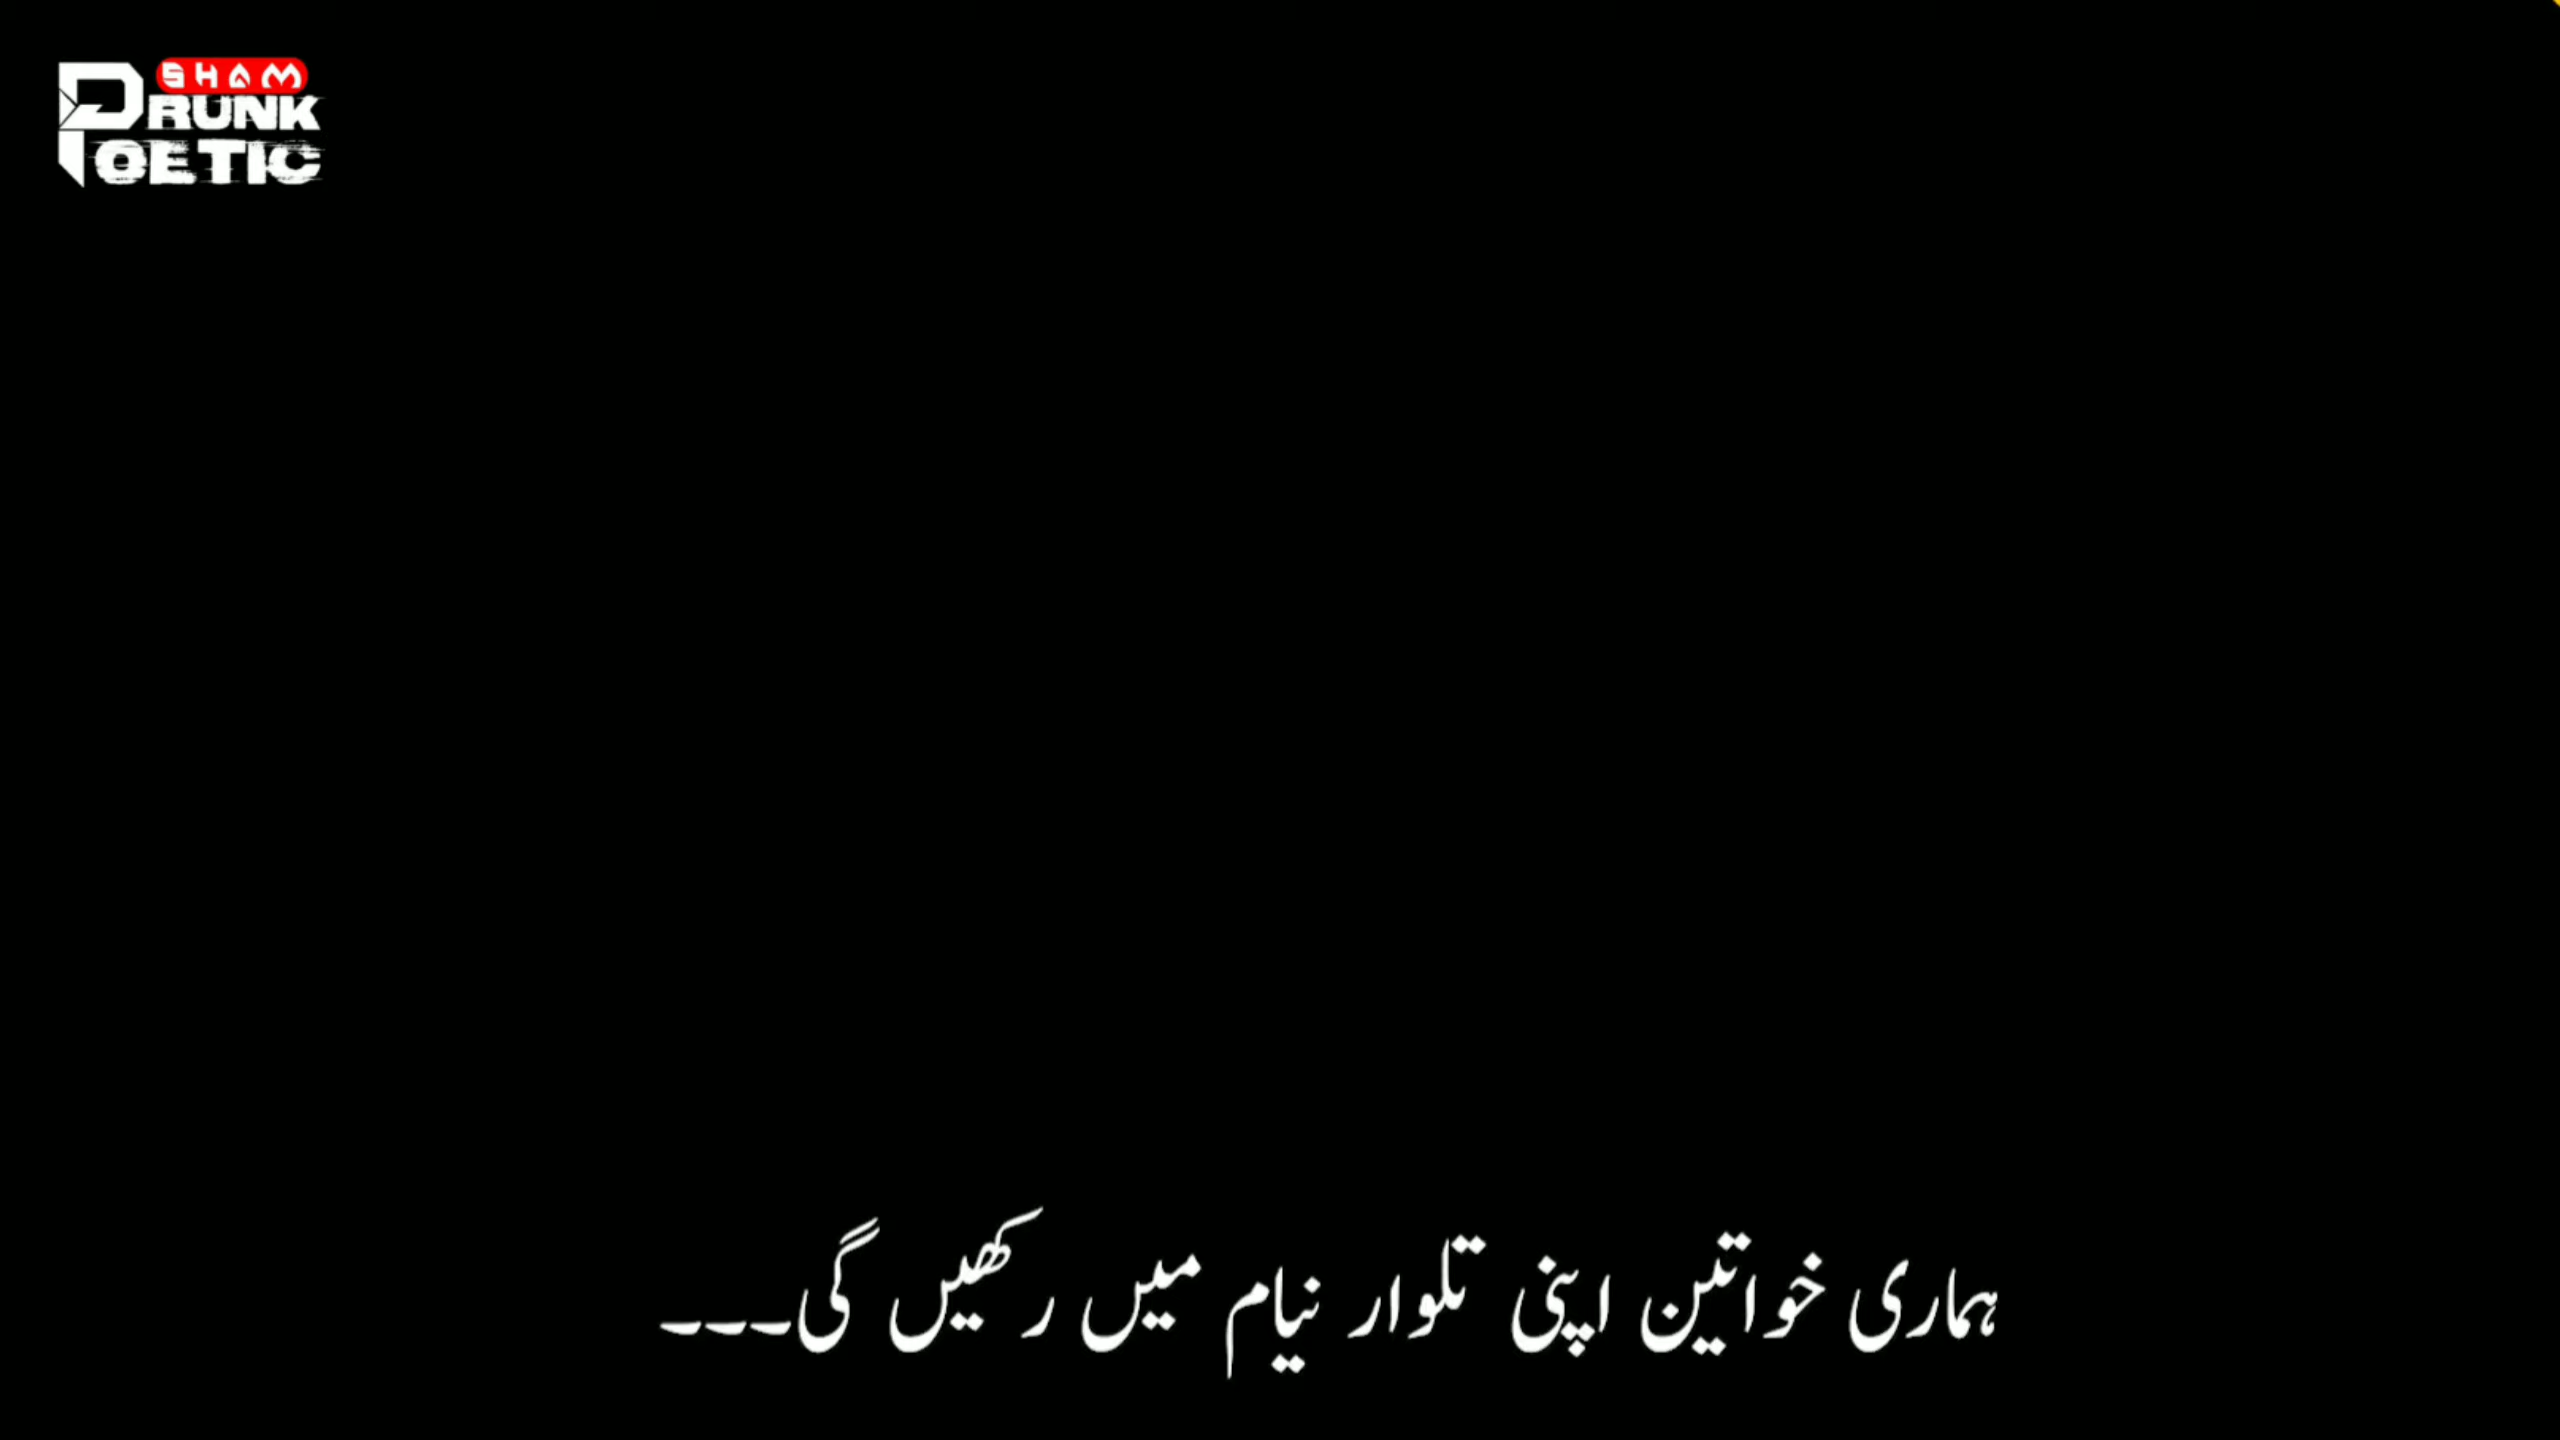 SHAM
DRUNK
POETIC
ہماری خواتین اپنی تلوار نیام میں رکھیں گی۔۔۔